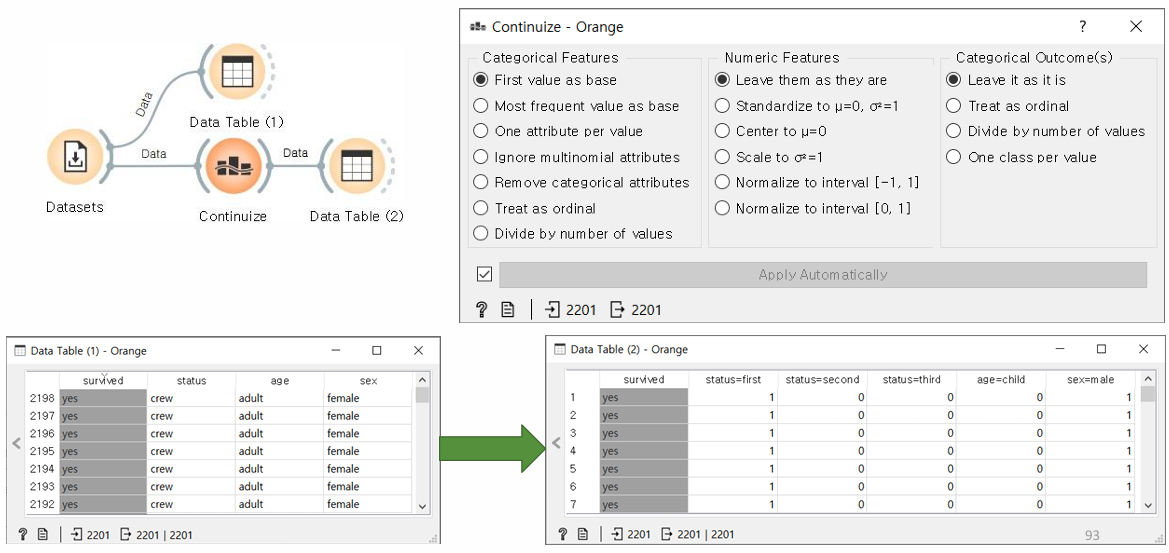 Data
Data Table (1)
Data
Data
Datasets
Continuize
Data Table (2)
Continuize - Orange
?
Categorical Features
First value as base
Most frequent value as base
One attribute per value
Ignore multinomial attributes
Remove categorical attributes
Treat as ordinal
Divide by number of values
Numeric Features
Leave them as they are
Standardize to μ=0, σ²=1
Center to μ=0
Scale to σ²=1
Normalize to interval [-1, 1]
Normalize to interval [0, 1]
Categorical Outcome(s)
Leave it as it is
Treat as ordinal
Divide by number of values
One class per value
Apply Automatically
? 2201 2201
Data Table (1) - Orange
survived status age sex
2198 yes crew adult female
2197 yes crew adult female
2196 yes crew adult female
2195 yes crew adult female
2194 yes crew adult female
2193 yes crew adult female
2192 yes crew adult female
? 2201 2201 | 2201
Data Table (2) - Orange
survived status=first status=second status=third age=child sex=male
1 yes 1 0 0 0 1
2 yes 1 0 0 0 1
3 yes 1 0 0 0 1
4 yes 1 0 0 0 1
5 yes 1 0 0 0 1
6 yes 1 0 0 0 1
7 yes 1 0 0 0 1
? 2201 2201 | 2201
93